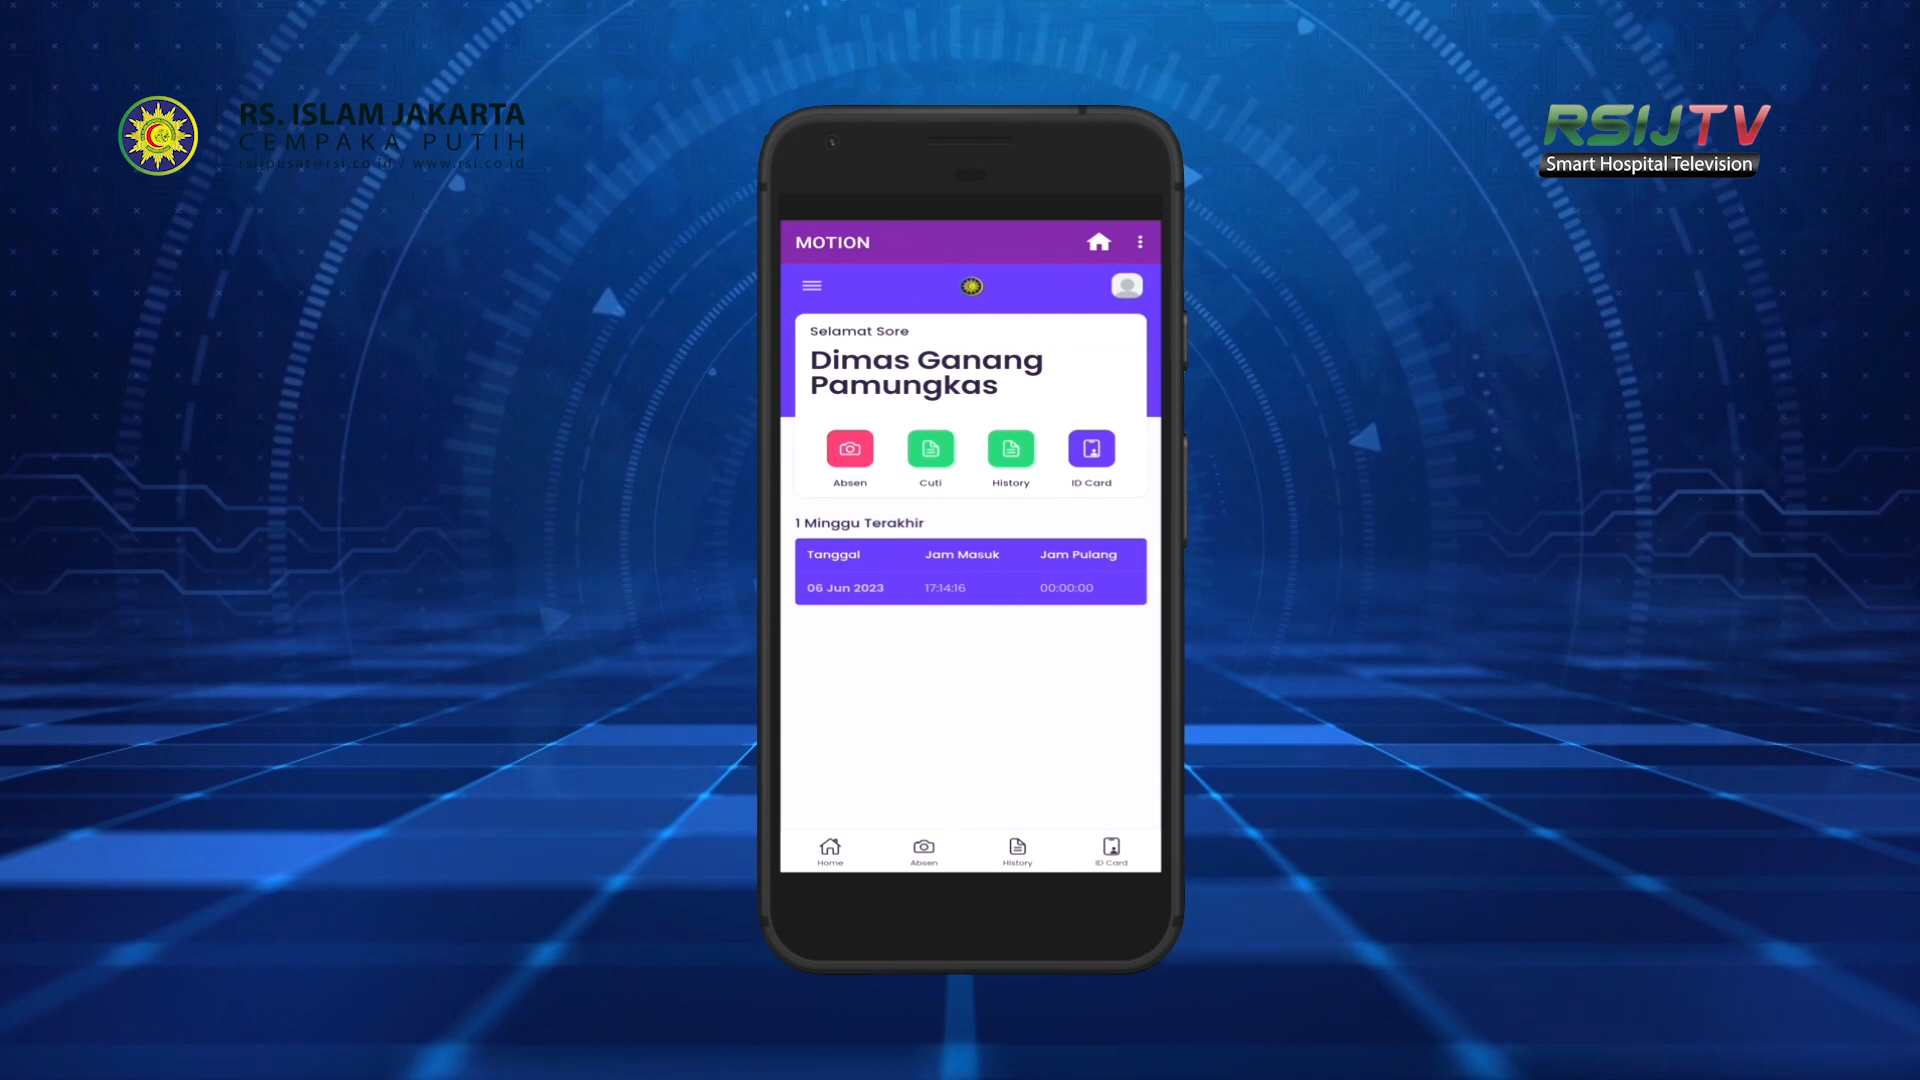 RS. ISLAM JAKARTA
CEMPAKA PUTIH
rsijpusat@rsi.co.id / www.rsi.co.id
RSIJTV
Smart Hospital Television
MOTION
Selamat Sore
Dimas Ganang
Pamungkas
Absen Cuti History ID Card
1 Minggu Terakhir
Tanggal Jam Masuk Jam Pulang
06 Jun 2023 17:14:16 00:00:00
Home Absen History ID Card